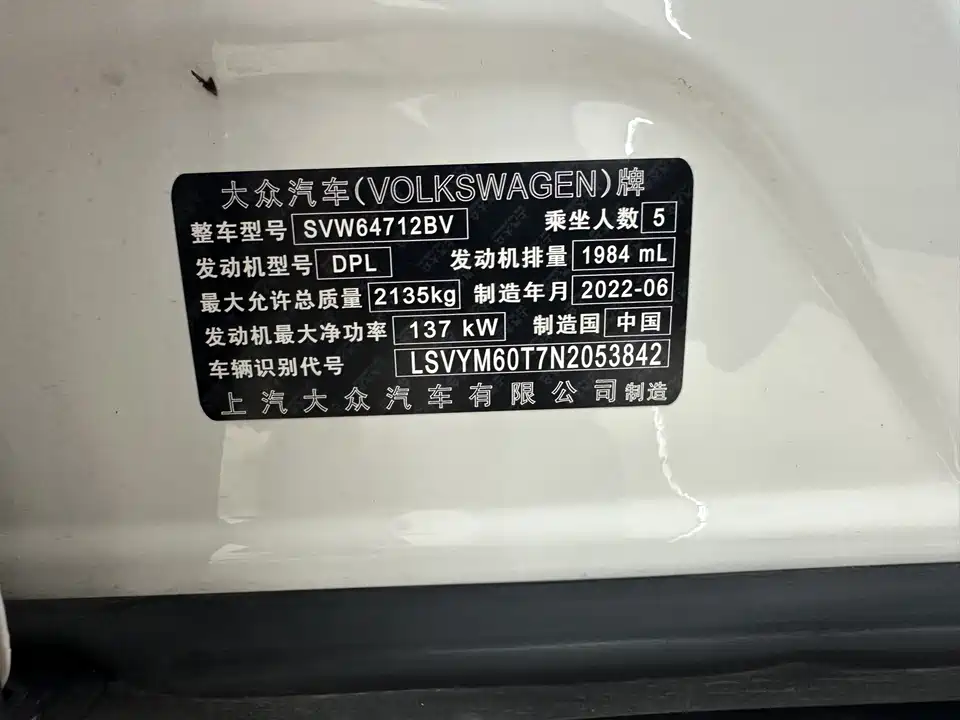 大众汽车(VOLKSWAGEN)牌
整车型号 SVW64712BV 乘坐人数 5
发动机型号 DPL 发动机排量 1984 mL
最大允许总质量 2135kg 制造年月 2022-06
发动机最大净功率 137 kW 制造国 中国
车辆识别代号 LSVYM60T7N2053842
上汽大众汽车有限公司制造